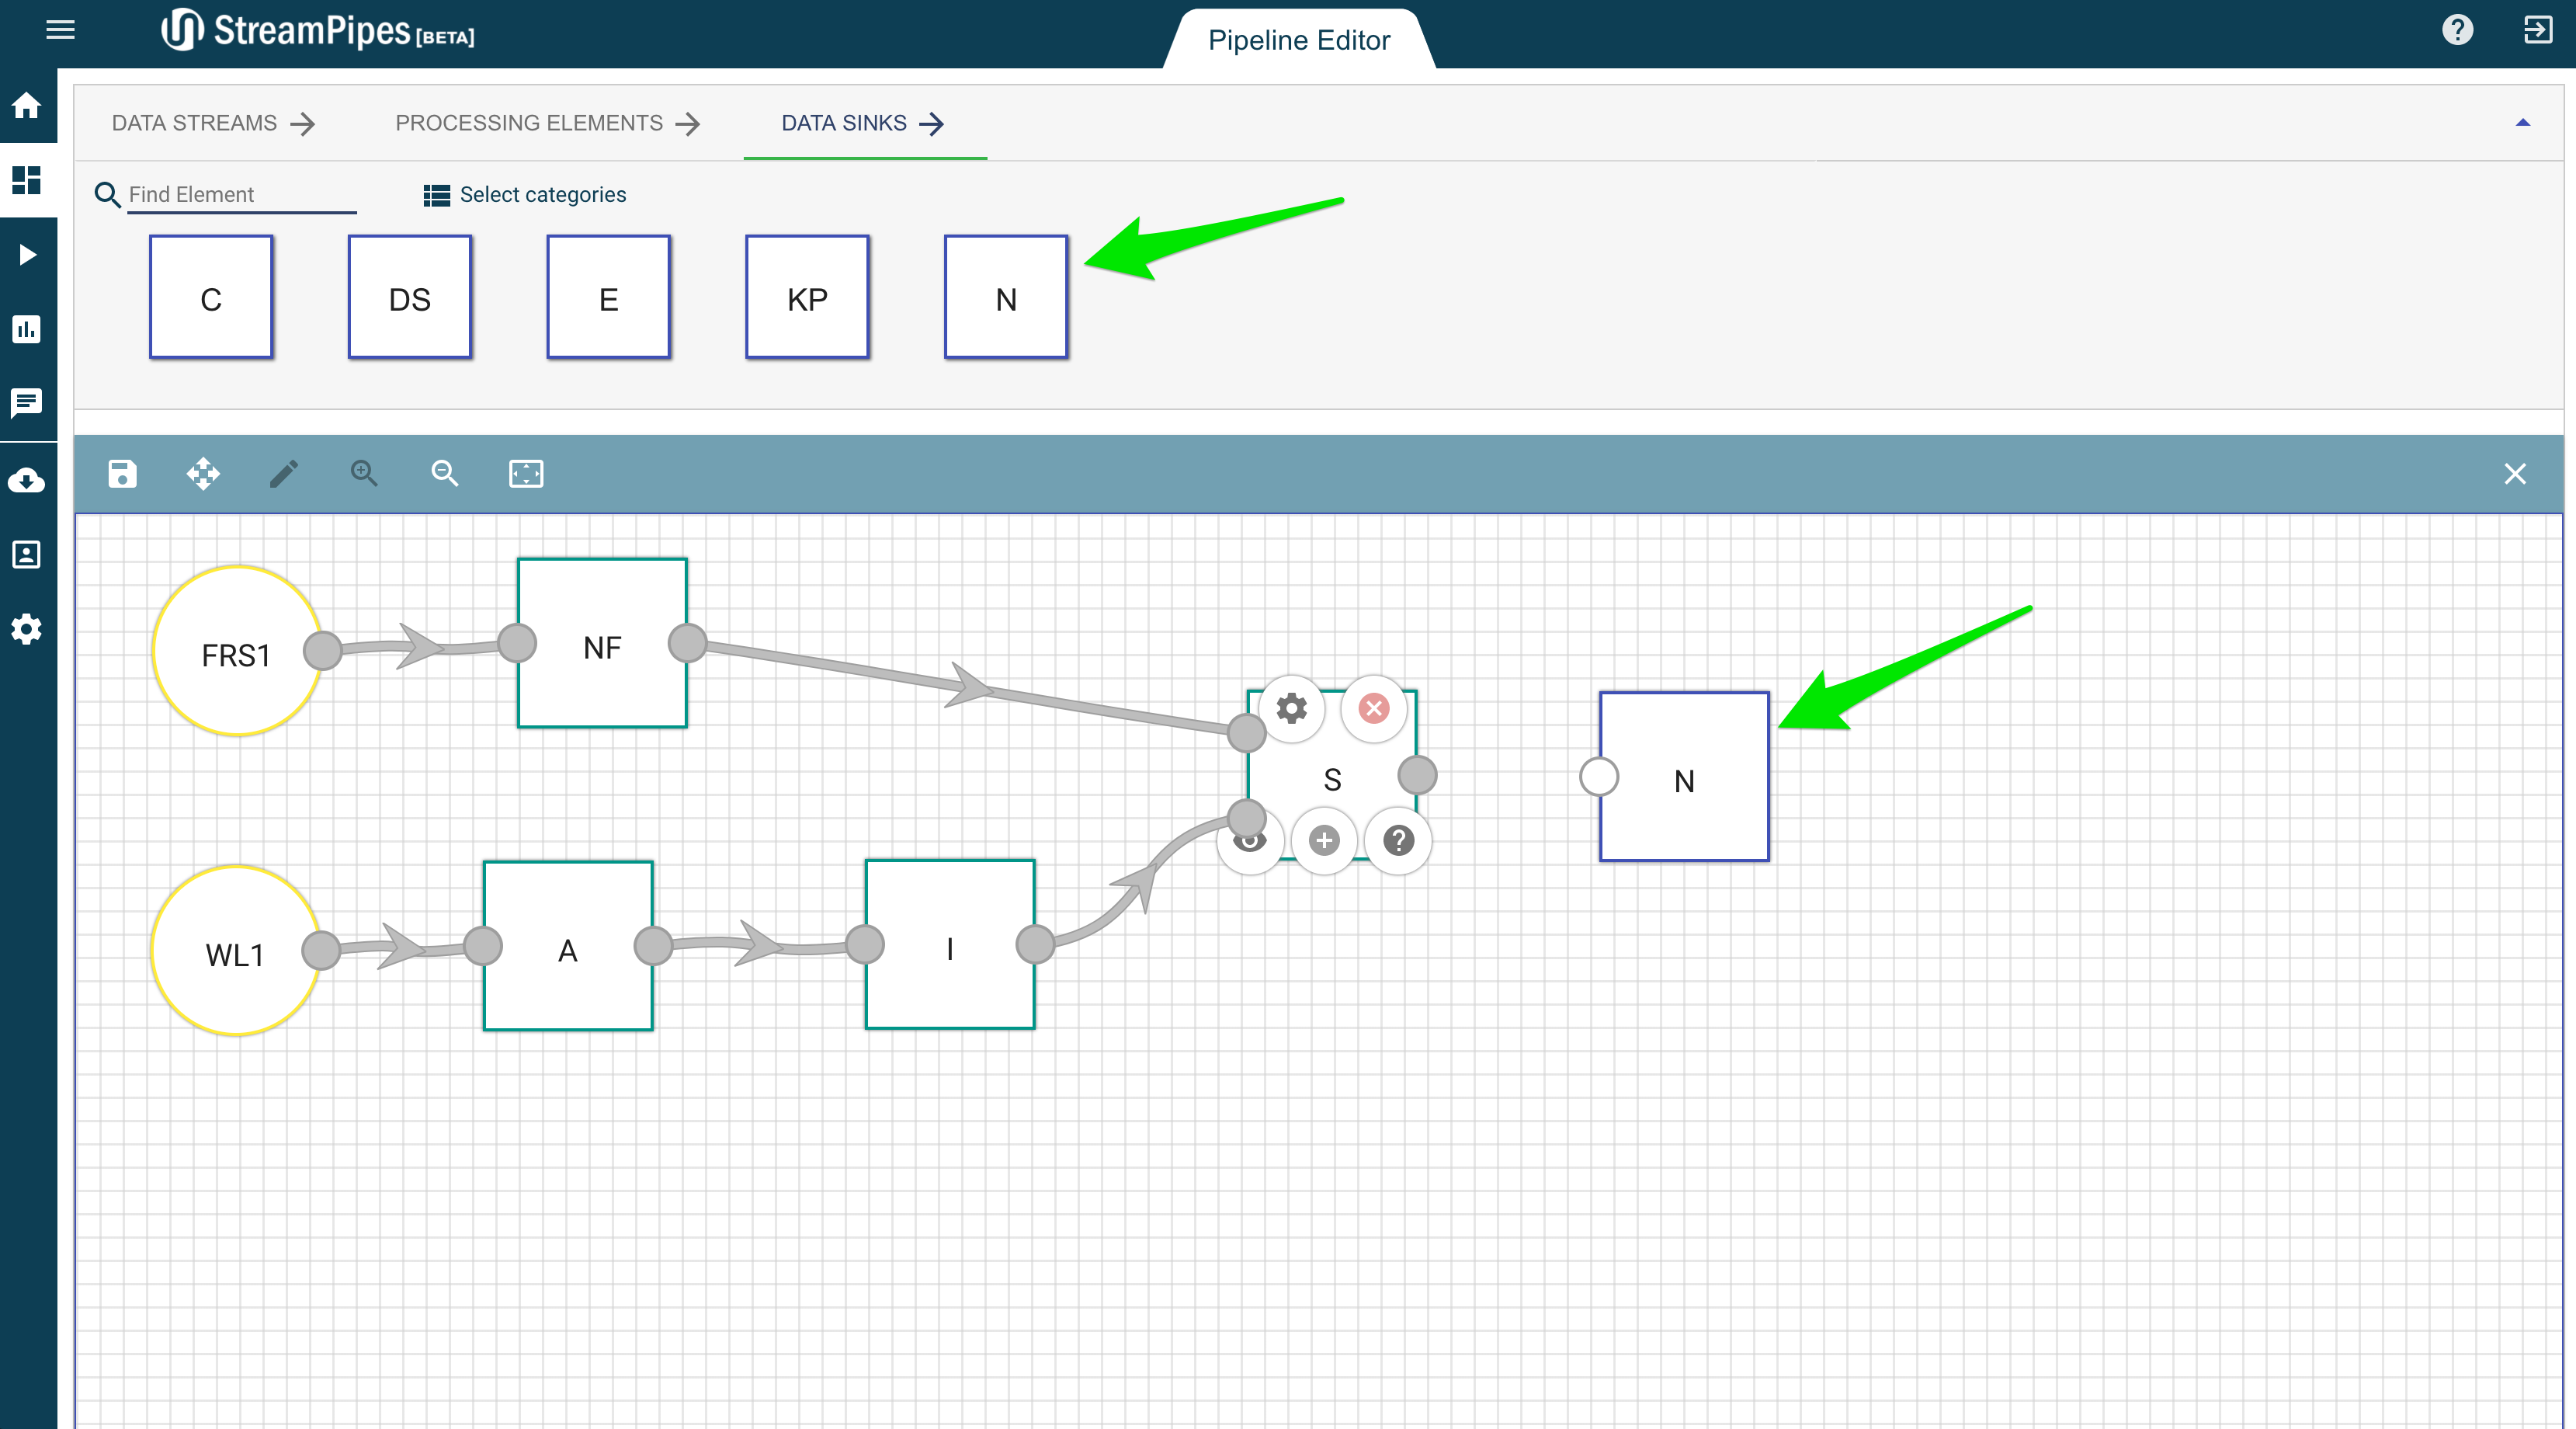 StreamPipes [BETA]
Pipeline Editor
DATA STREAMS
PROCESSING ELEMENTS
DATA SINKS
Find Element
Select categories
C
DS
E
KP
N
FRS1
NF
S
N
WL1
A
I